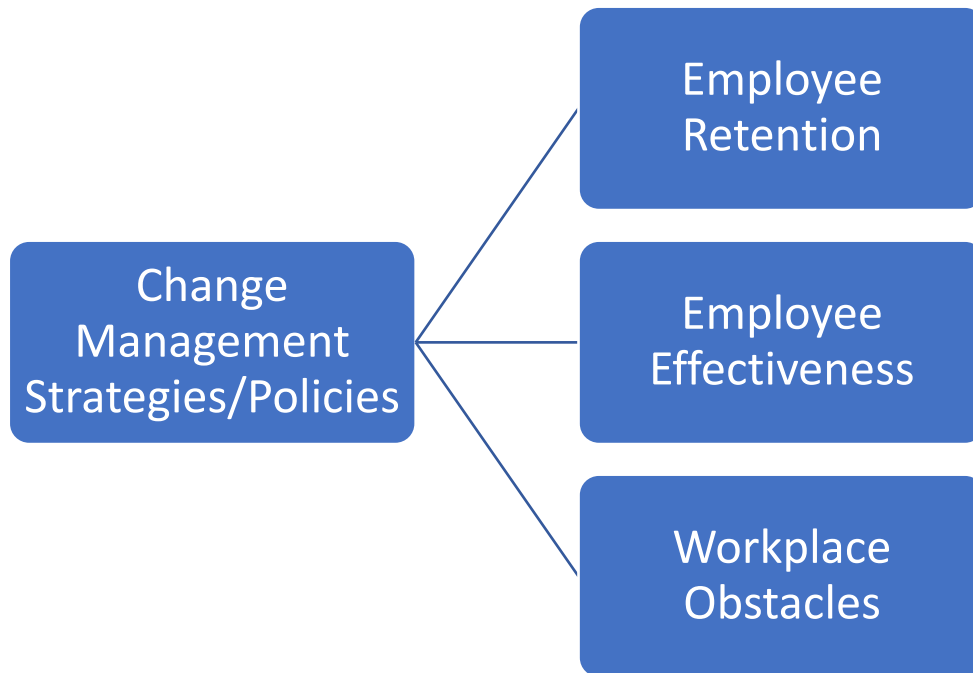 Employee
Retention
Change
Management
Strategies/Policies
Employee
Effectiveness
Workplace
Obstacles